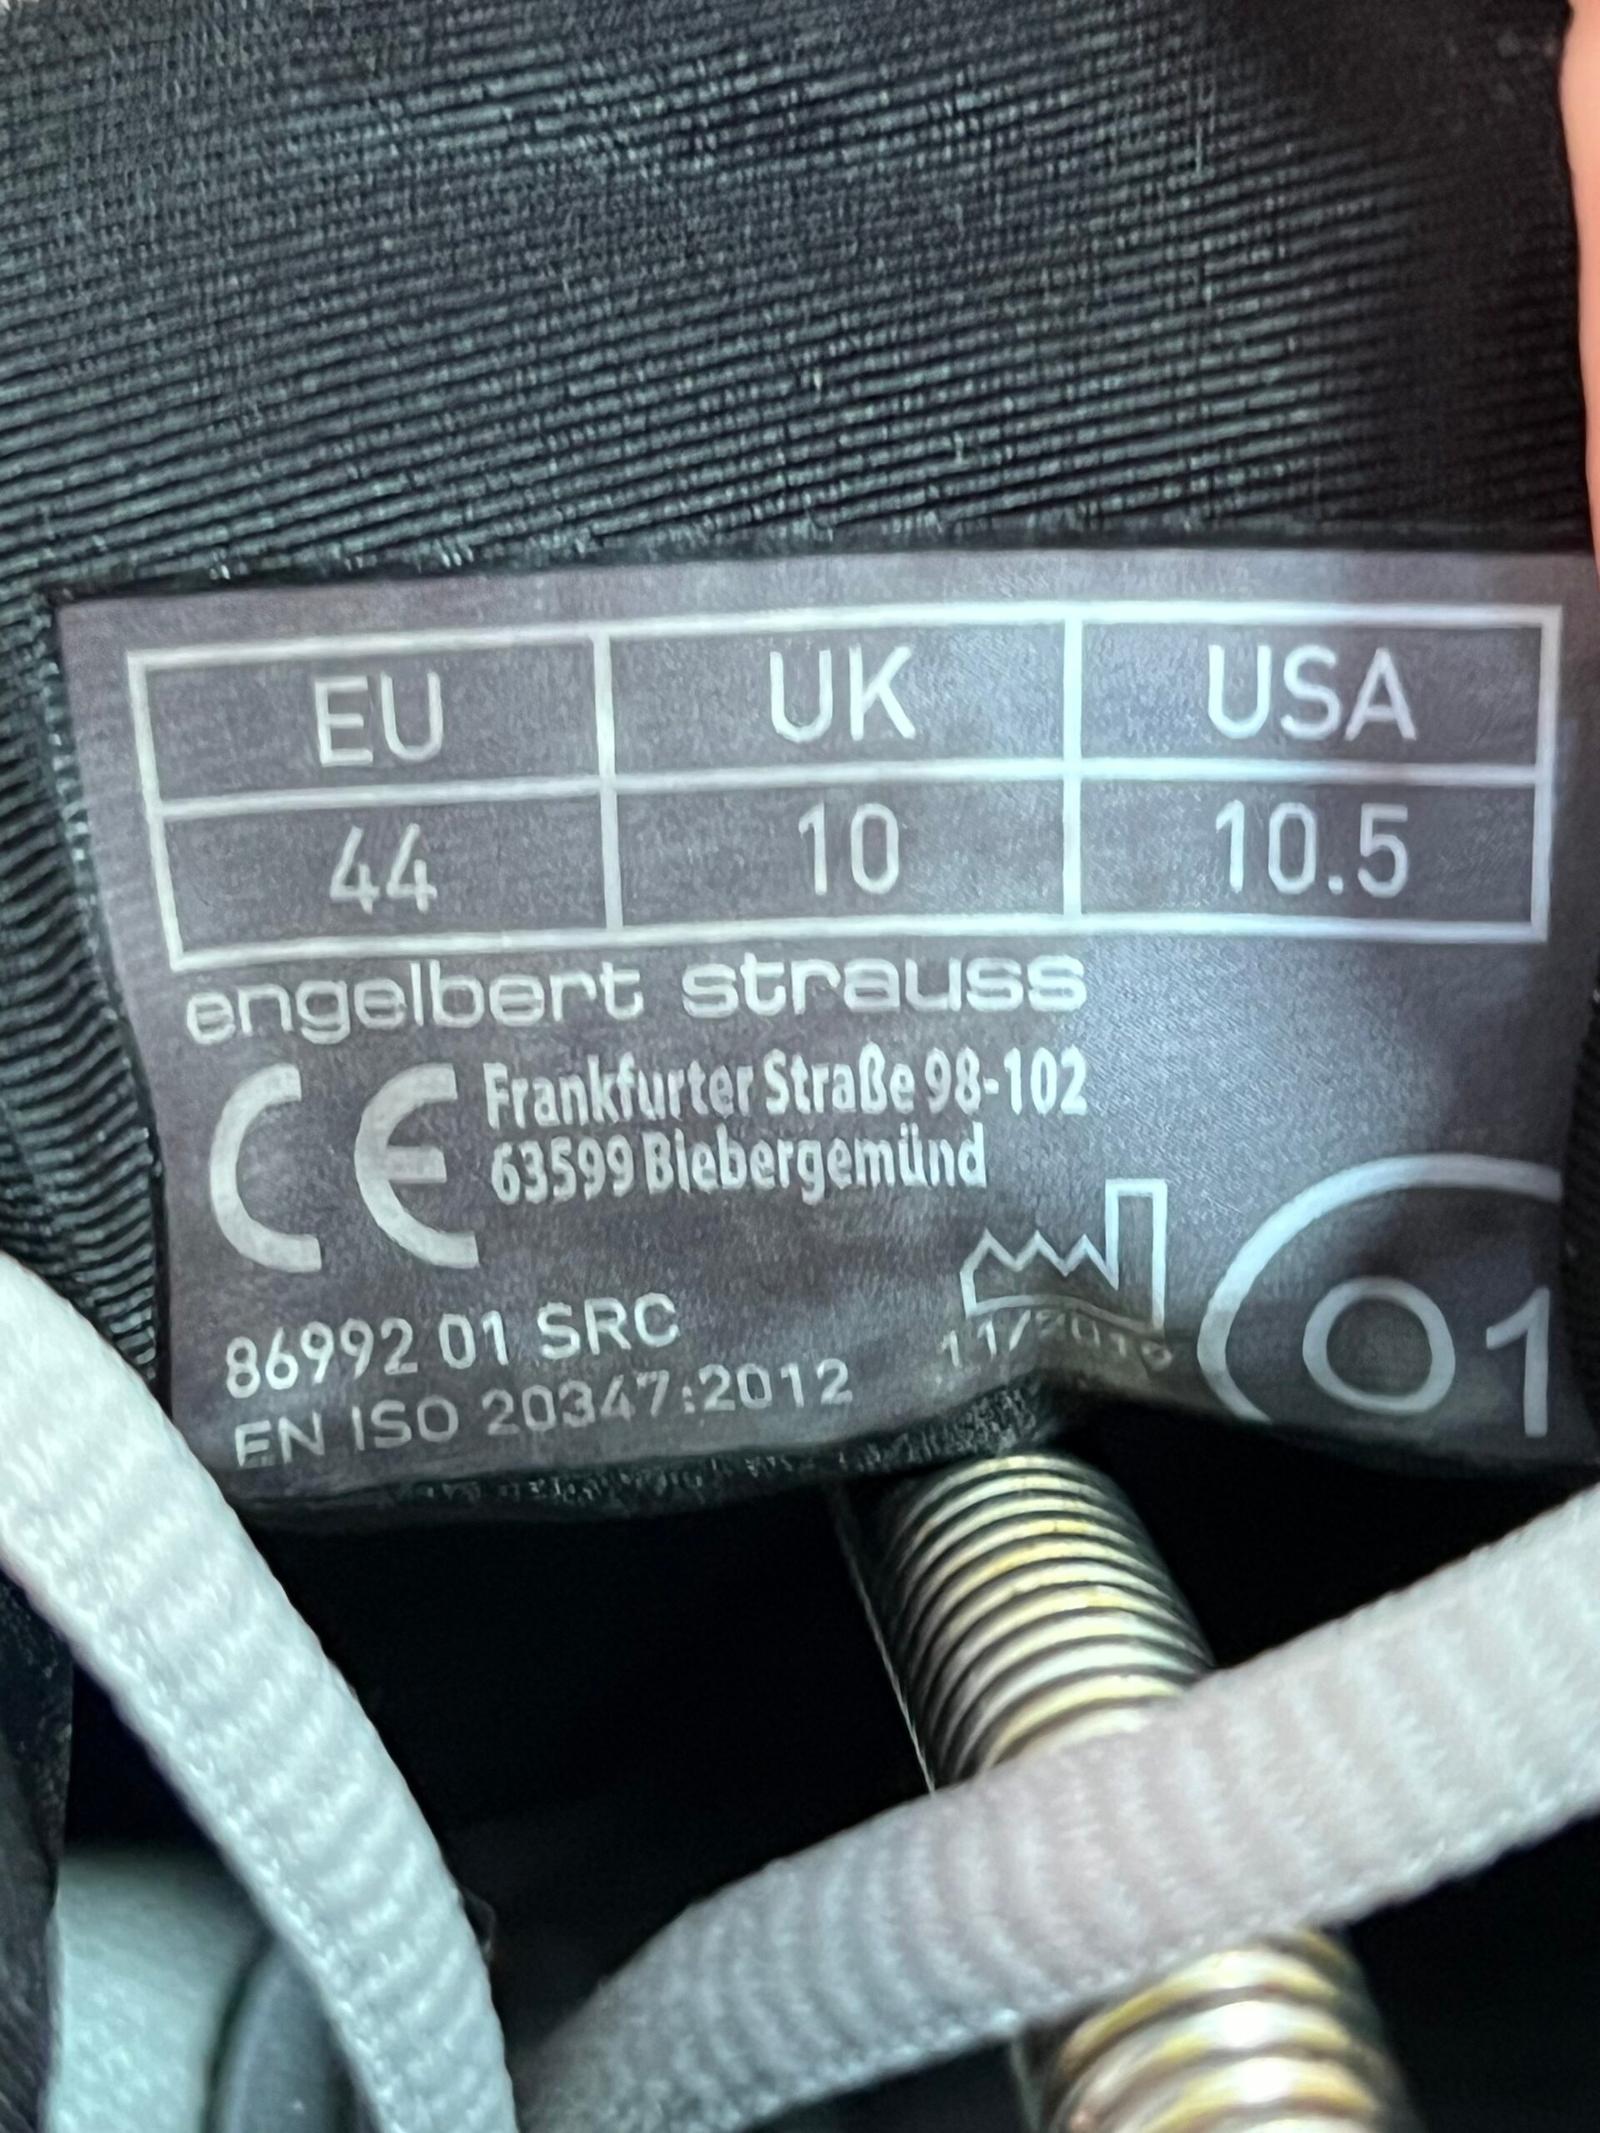 EU UK USA
44 10 10.5
engelbert strauss
CE Frankfurter Straße 98-102
63599 Biebergemünd
86992 01 SRC
EN ISO 20347:2012
01